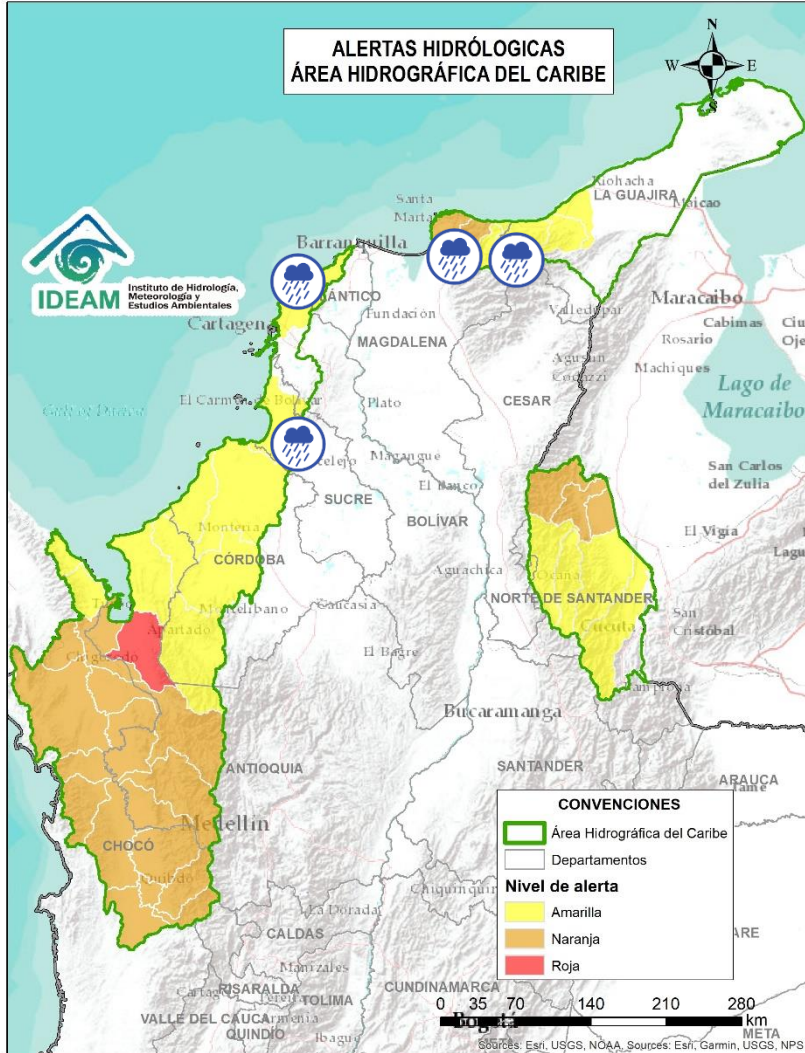 ALERTAS HIDRÓLOGICAS
ÁREA HIDROGRÁFICA DEL CARIBE
N
W
E
S
Santa
Marta
Riohacha
LA GUAJIRA
Maicao
IDEAM
Instituto de Hidrología,
Meteorología y
Estudios Ambientales
Barranquilla
Maracaibo
Cartagen
Fundación
Valledupar
Cabimas
MAGDALENA
Rosario
Agustín
Codazzi
Machiques
El Carmen de Bolívar
Plato
CESAR
Lago de
Maracaibo
Magangue
SUCRE
El Banco
San Carlos
del Zulia
Montería
BOLÍVAR
El Vigía
CÓRDOBA
Aguachica
Ocaña
NORTE DE SANTANDER
Montelibano
Caucasia
Apartadó
Cúcuta
San
Cristóbal
Chigorodó
El Bagre
Bucaramanga
ANTIOQUIA
SANTANDER
ARAUCA
Medellín
CHOCÓ
Quibdó
La Dorada
CALDAS
Manizales
RISARALDA
CUNDINAMARCA
TOLIMA
VALLE DEL CAUCA
Armenia
QUINDÍO
Ibague
Bogotá
META
CONVENCIONES
Área Hidrográfica del Caribe
Departamentos
Nivel de alerta
Amarilla
Naranja
Roja
0 35 70 140 210 280
km
Sources: Esri, USGS, NOAA, Sources: Esri, Garmin, USGS, NPS